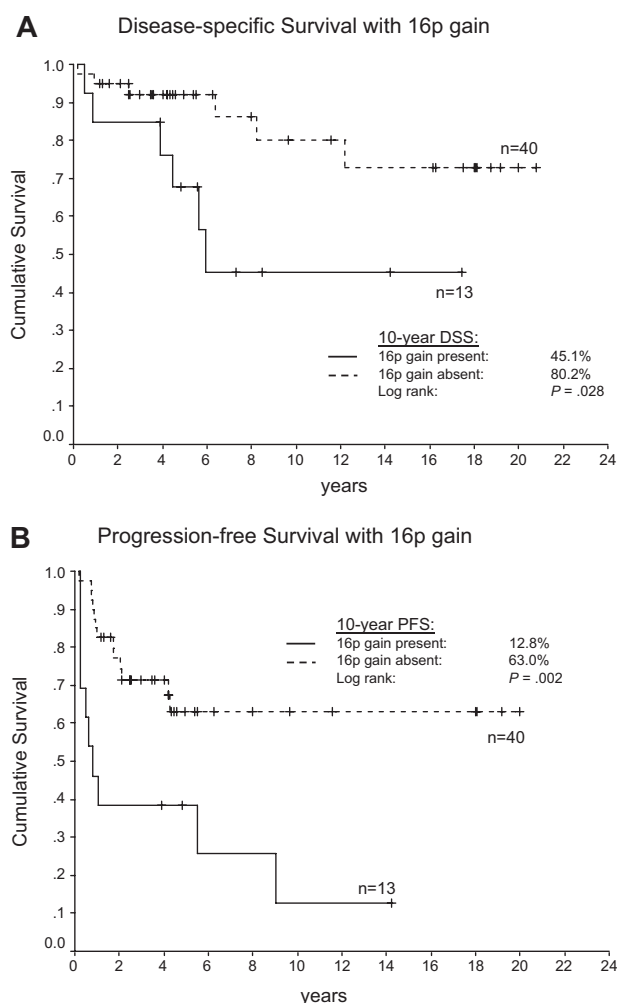 A Disease-specific Survival with 16p gain
1.0
.9
.8
.7
.6
.5
.4
.3
.2
.1
0.0
Cumulative Survival
n=40
n=13
10-year DSS:
16p gain present: 45.1%
16p gain absent: 80.2%
Log rank: P = .028
0 2 4 6 8 10 12 14 16 18 20 22 24
years
B Progression-free Survival with 16p gain
1.0
.9
.8
.7
.6
.5
.4
.3
.2
.1
0.0
Cumulative Survival
10-year PFS:
16p gain present: 12.8%
16p gain absent: 63.0%
Log rank: P = .002
n=40
n=13
0 2 4 6 8 10 12 14 16 18 20 22 24
years